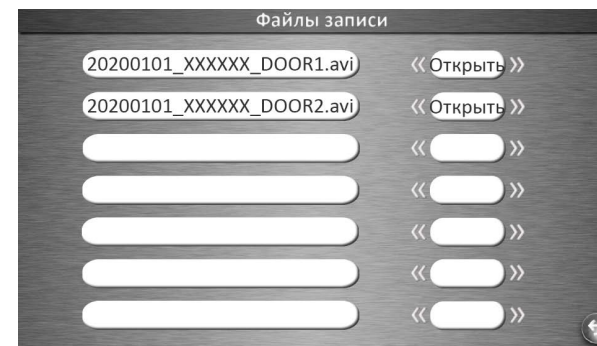 Файлы записи
20200101_XXXXXX_DOOR1.avi « Открыть »
20200101_XXXXXX_DOOR2.avi « Открыть »
« »
« »
« »
« »
« »